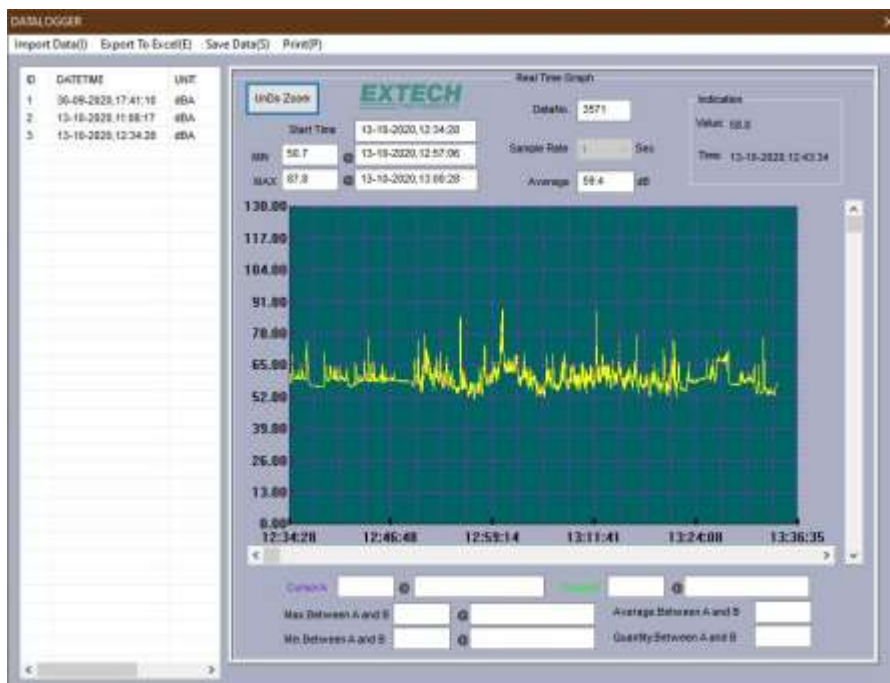 DATALOGGER
Import Data(I) Export To Excel(E) Save Data(S) Print(P)
ID DATETIME UNIT
1 30-09-2020,17:41:10 dBA
2 13-10-2020,11:08:17 dBA
3 13-10-2020,12:34:28 dBA
Real Time Graph
UnDo Zoom
EXTECH
DataNo. 3571
Start Time 13-10-2020,12:34:28
MIN 50.7 @ 13-10-2020,12:57:06
MAX 87.8 @ 13-10-2020,13:00:28
Sample Rate 1 Sec
Average 59.4 dB
Indication
Value:
Time: 13-10-2020,12:43:34
130.00
117.00
104.00
91.00
78.00
65.00
52.00
39.00
26.00
13.00
0.00
12:34:28 12:46:48 12:59:14 13:11:41 13:24:08 13:36:35
Cursor A @ @
Max Between A and B @ Average Between A and B
Min Between A and B @ Quantity Between A and B